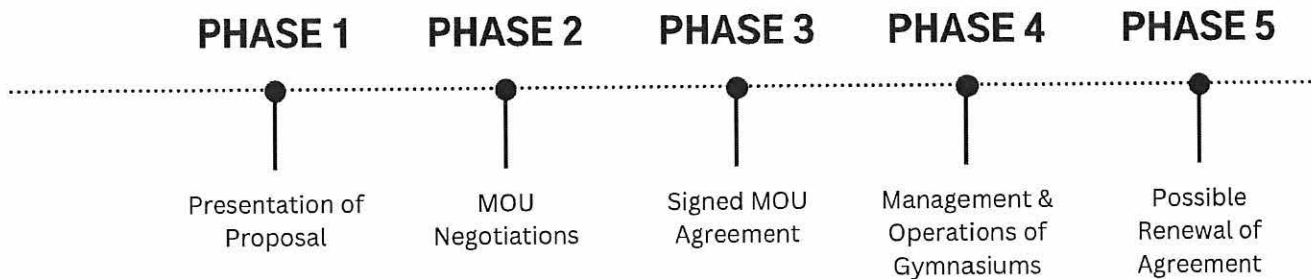 PHASE 1
PHASE 2
PHASE 3
PHASE 4
PHASE 5
Presentation of
Proposal
MOU
Negotiations
Signed MOU
Agreement
Management &
Operations of
Gymnasiums
Possible
Renewal of
Agreement